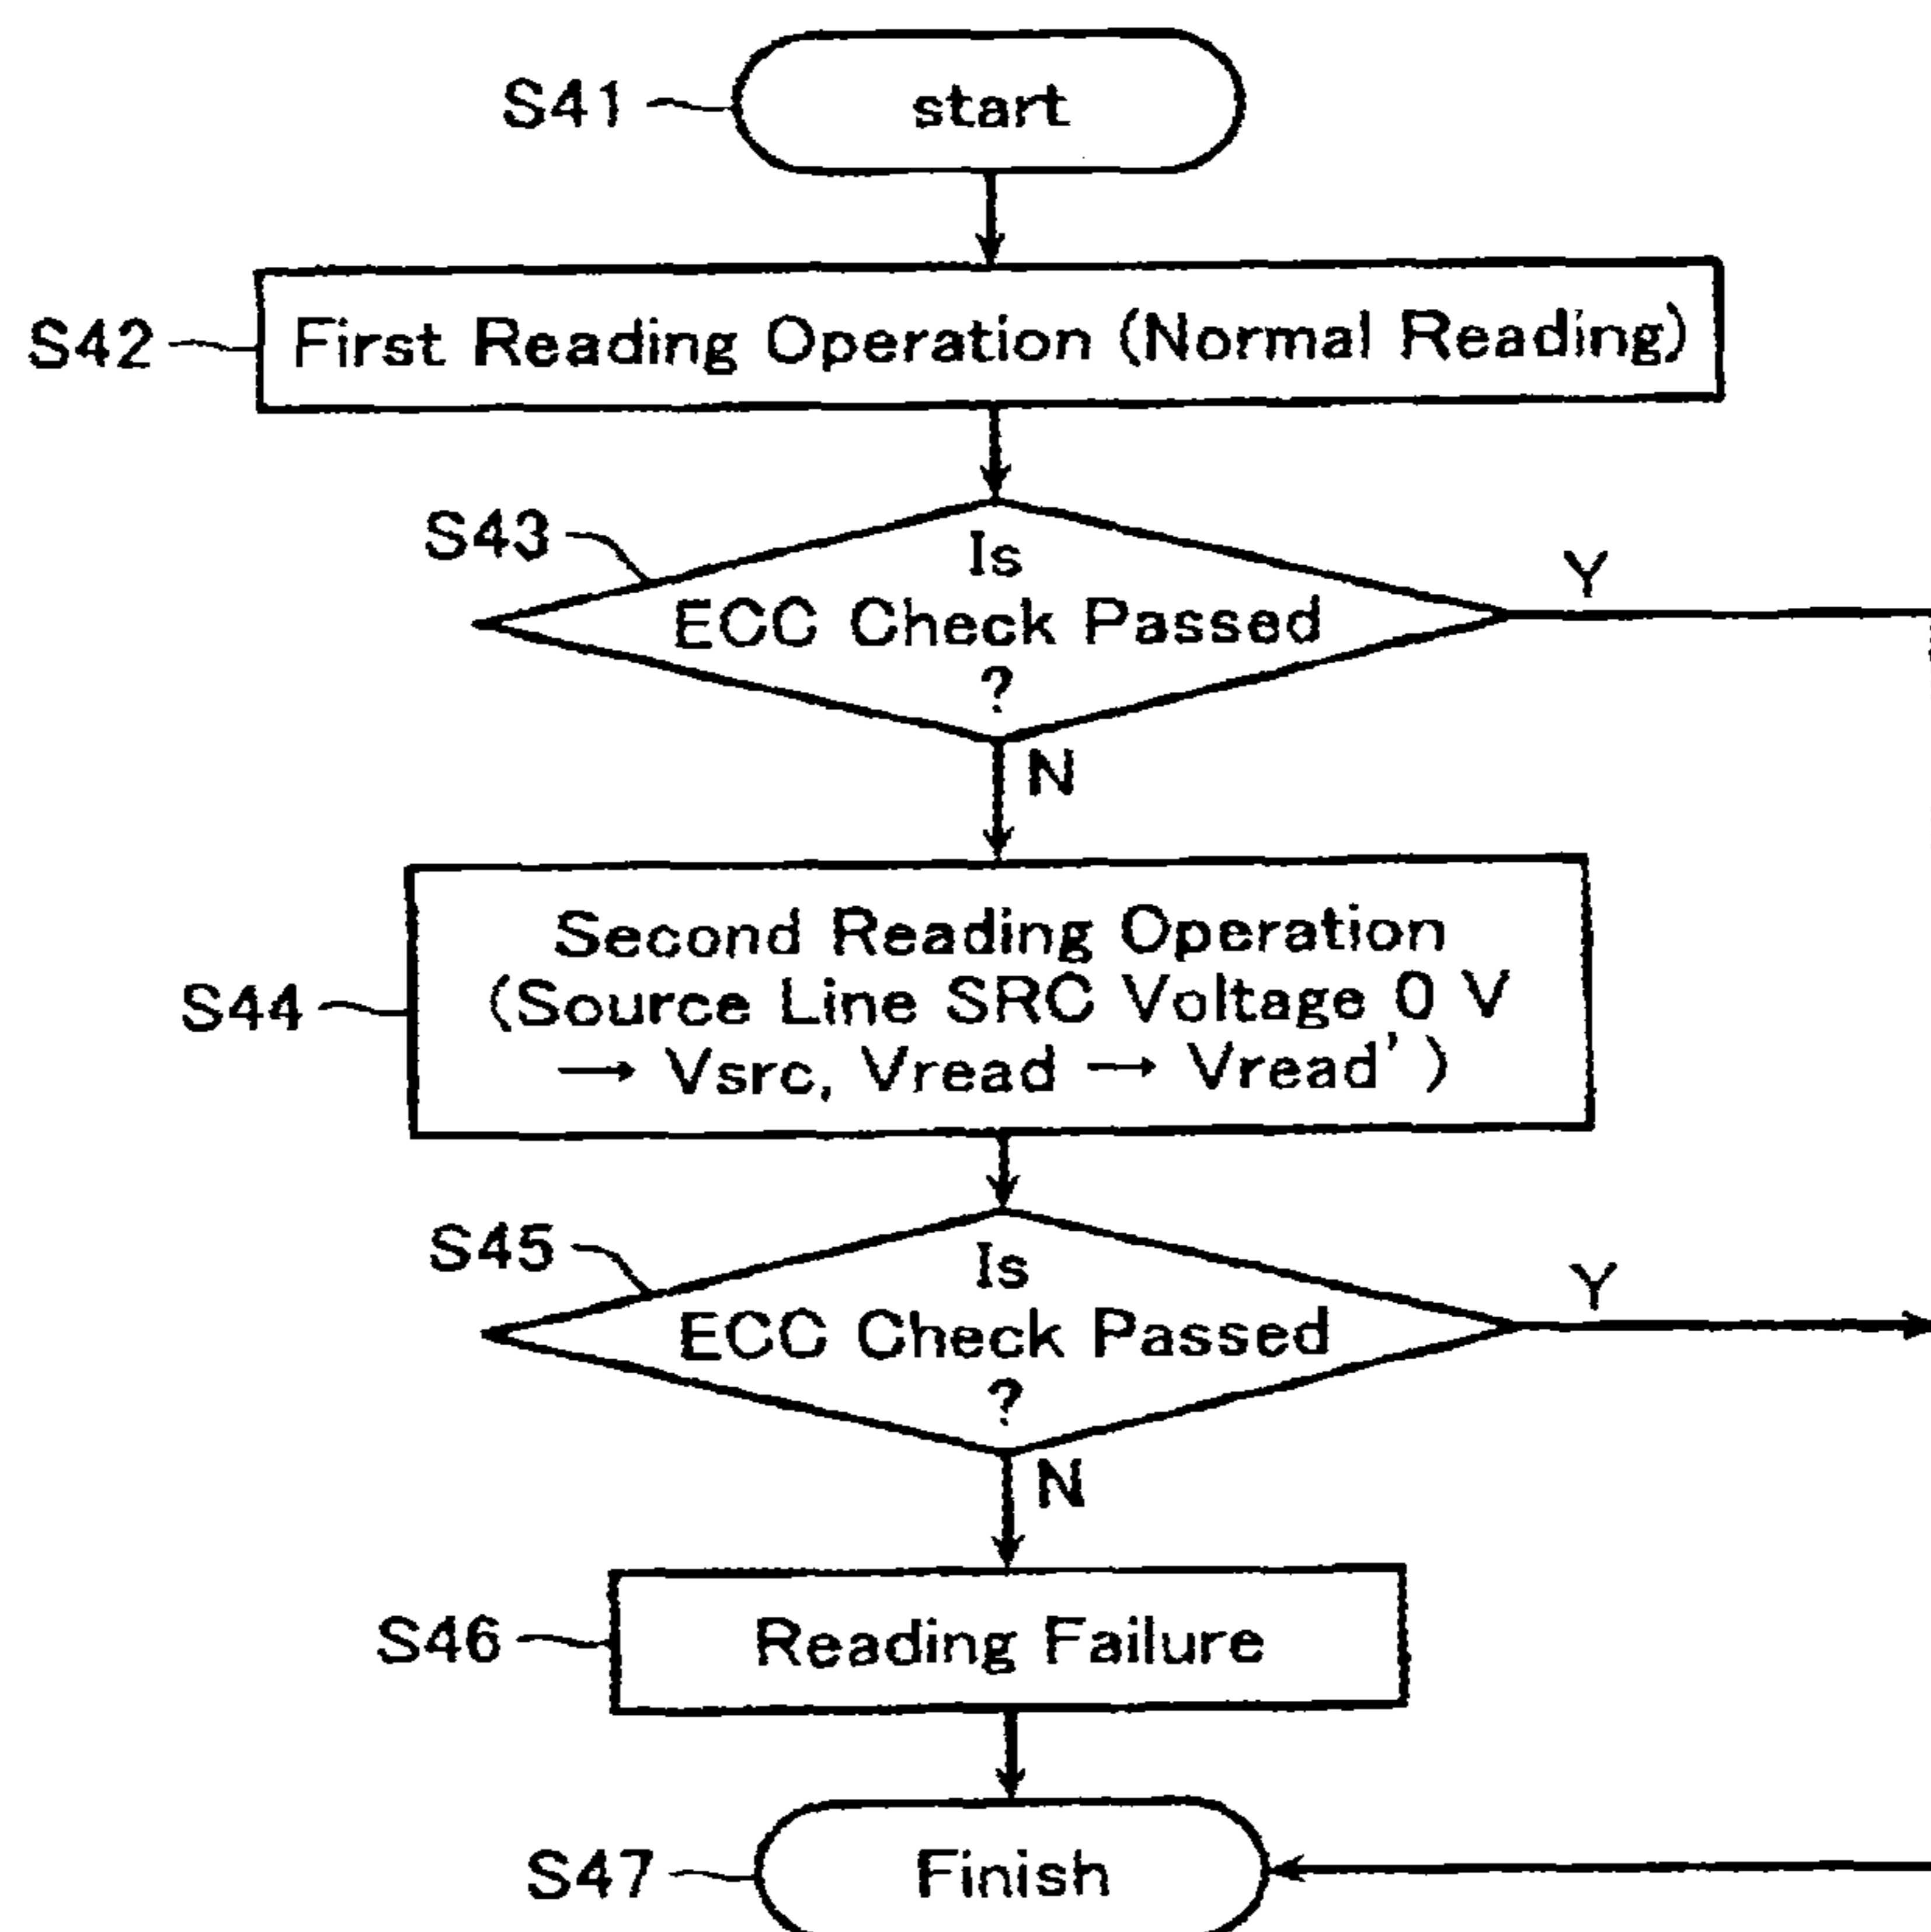 S41
start
S42
First Reading Operation (Normal Reading)
S43
Is
ECC Check Passed
?
Y
N
S44
Second Reading Operation
(Source Line SRC Voltage 0 V
→ Vsrc, Vread → Vread')
S45
Is
ECC Check Passed
?
Y
N
S46
Reading Failure
S47
Finish